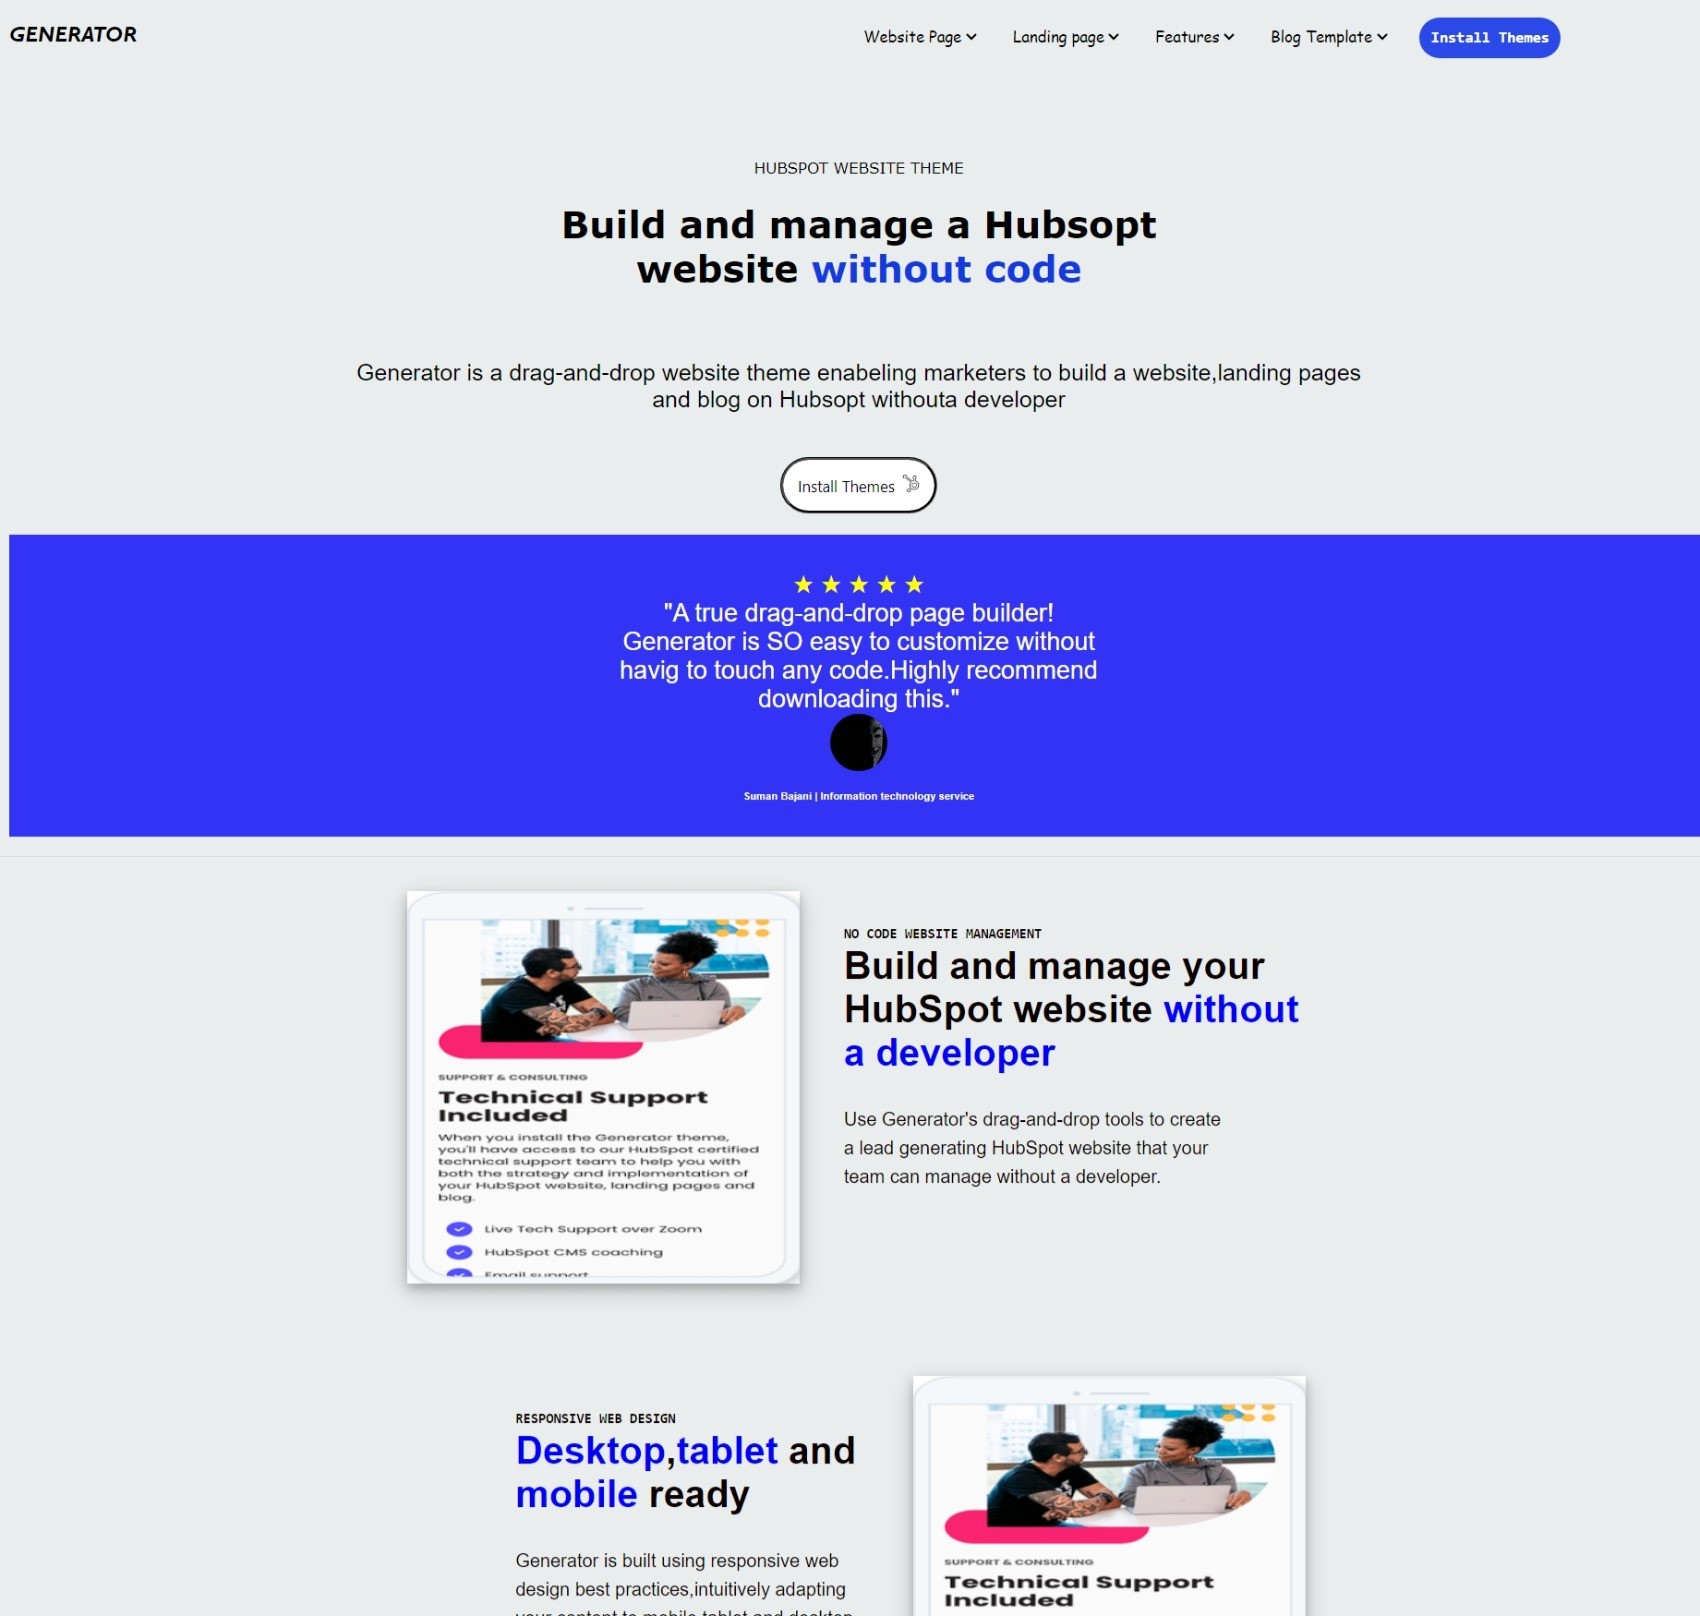 GENERATOR
Website Page
Landing page
Features
Blog Template
Install Themes
HUBSPOT WEBSITE THEME
Build and manage a Hubsopt
website without code
Generator is a drag-and-drop website theme enabeling marketers to build a website,landing pages
and blog on Hubsopt withouta developer
Install Themes
"A true drag-and-drop page builder!
Generator is SO easy to customize without
havig to touch any code.Highly recommend
downloading this."
Suman Bajani | Information technology service
SUPPORT & CONSULTING
Technical Support
Included
When you install the Generator theme,
you'll have access to our HubSpot certified
technical support team to help you with
both the strategy and implementation of
your HubSpot website, landing pages and
blog.
Live Tech Support over Zoom
HubSpot CMS coaching
Email support
NO CODE WEBSITE MANAGEMENT
Build and manage your
HubSpot website without
a developer
Use Generator's drag-and-drop tools to create
a lead generating HubSpot website that your
team can manage without a developer.
RESPONSIVE WEB DESIGN
Desktop,tablet and
mobile ready
Generator is built using responsive web
design best practices,intuitively adapting
your content to mobile,tablet and desktop
SUPPORT & CONSULTING
Technical Support
Included